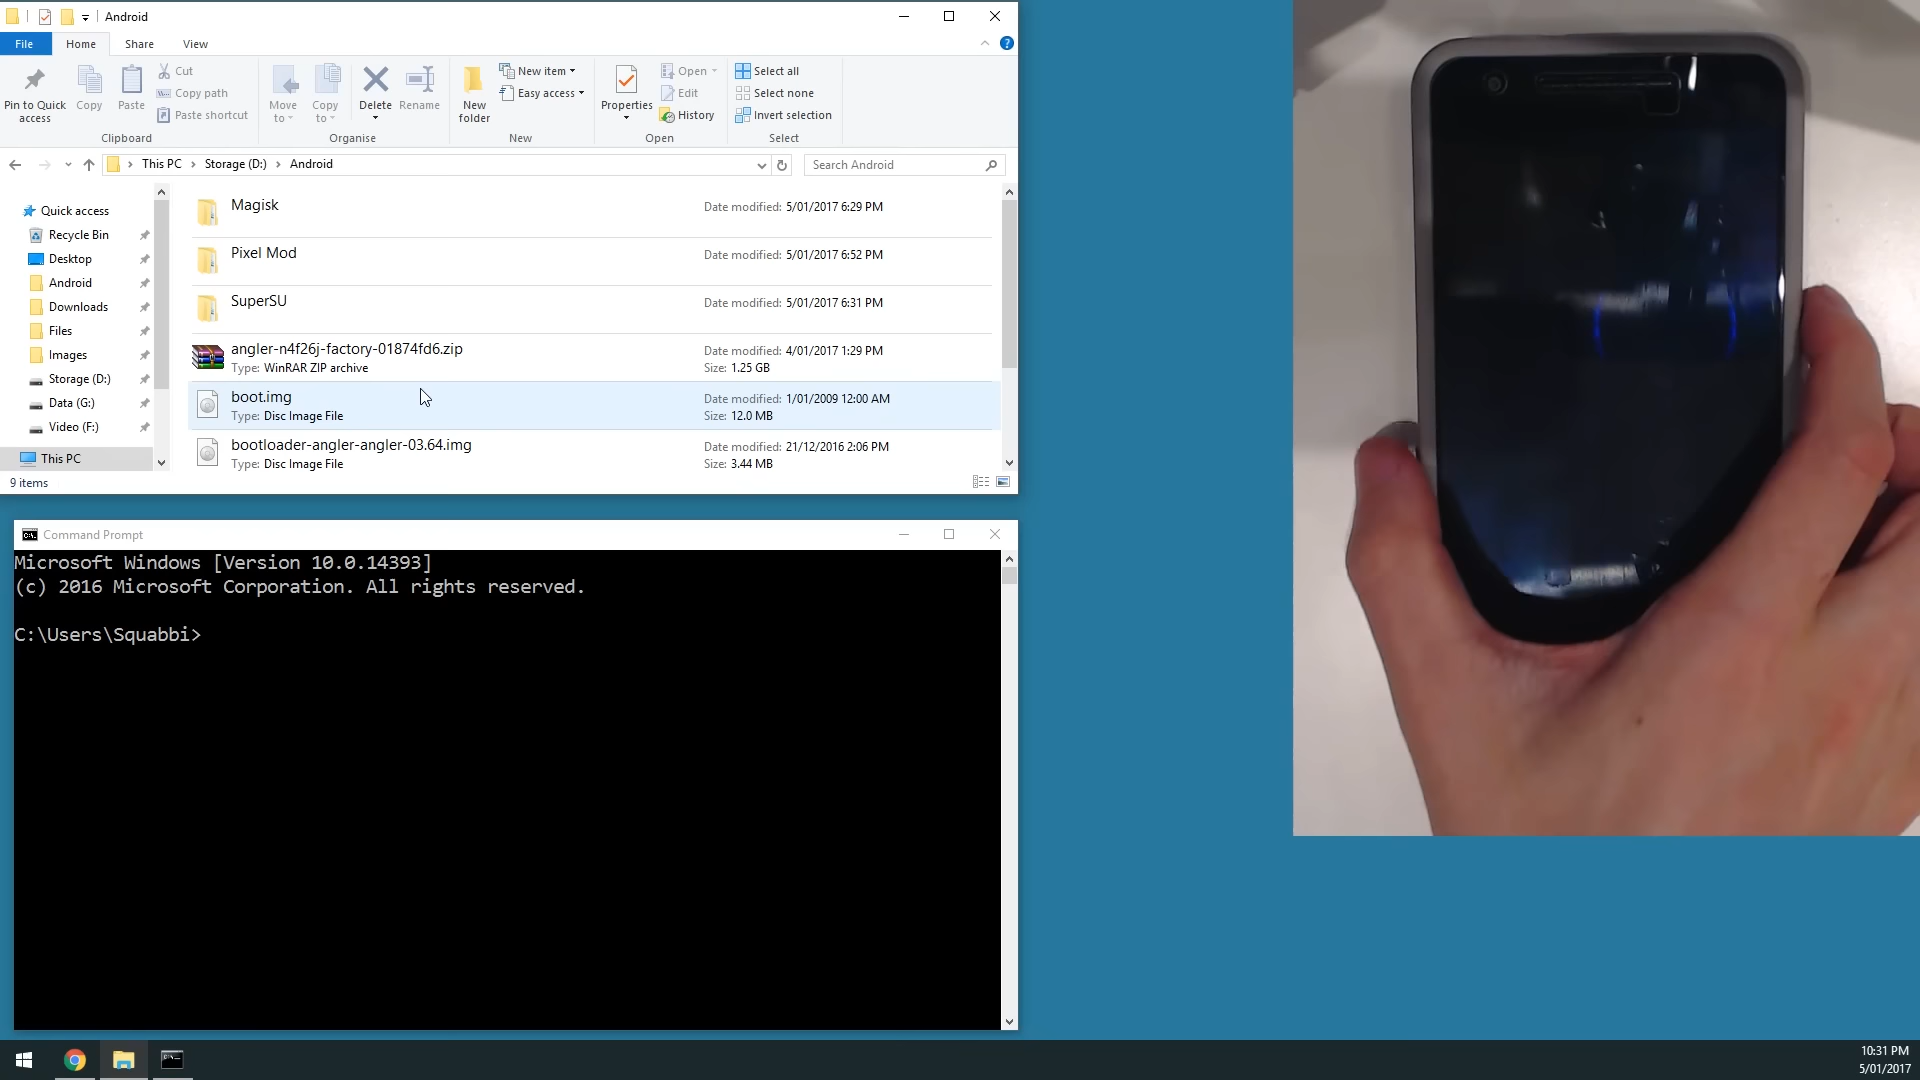 Android
File Home Share View
Pin to Quick access
Copy
Paste
Cut
Copy path
Paste shortcut
Clipboard
Move to
Copy to
Delete
Rename
Organise
New folder
New item
Easy access
New
Properties
Open
Edit
History
Open
Select all
Select none
Invert selection
Select
This PC > Storage (D:) > Android
Search Android
Quick access
Recycle Bin
Desktop
Android
Downloads
Files
Images
Storage (D:)
Data (G:)
Video (F:)
This PC
Magisk
Date modified: 5/01/2017 6:29 PM
Pixel Mod
Date modified: 5/01/2017 6:52 PM
SuperSU
Date modified: 5/01/2017 6:31 PM
angler-n4f26j-factory-01874fd6.zip
Type: WinRAR ZIP archive
Date modified: 4/01/2017 1:29 PM
Size: 1.25 GB
boot.img
Type: Disc Image File
Date modified: 1/01/2009 12:00 AM
Size: 12.0 MB
bootloader-angler-angler-03.64.img
Type: Disc Image File
Date modified: 21/12/2016 2:06 PM
Size: 3.44 MB
9 items
Command Prompt
Microsoft Windows [Version 10.0.14393]
(c) 2016 Microsoft Corporation. All rights reserved.
C:\Users\Squabbi>
10:31 PM
5/01/2017